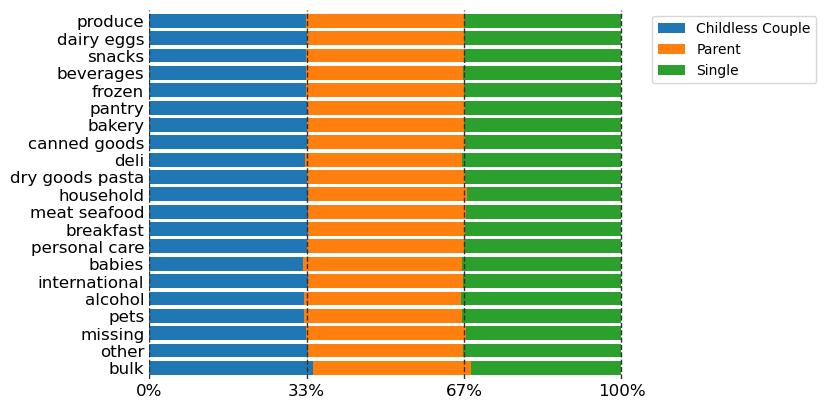 produce
dairy eggs
snacks
beverages
frozen
pantry
bakery
canned goods
deli
dry goods pasta
household
meat seafood
breakfast
personal care
babies
international
alcohol
pets
missing
other
bulk
0% 33% 67% 100%
Childless Couple
Parent
Single